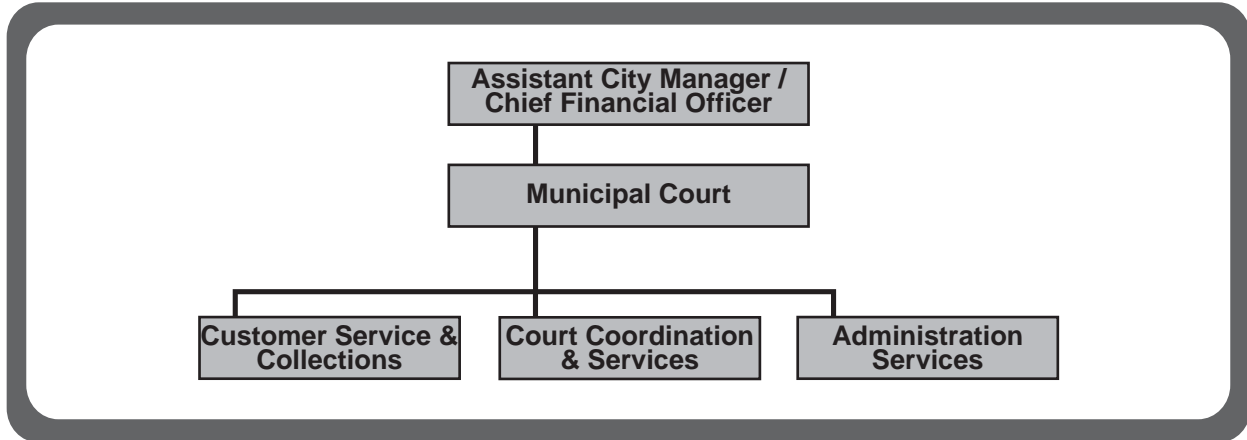 Assistant City Manager /
Chief Financial Officer
Municipal Court
Customer Service &
Collections
Court Coordination
& Services
Administration
Services